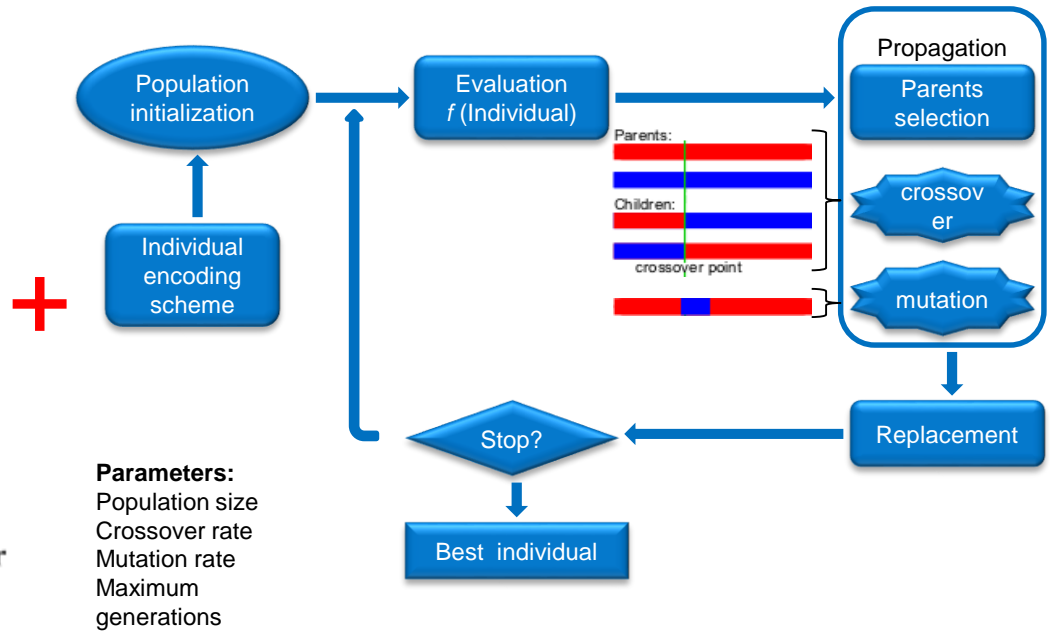 Propagation
Population
initialization
Evaluation
f (Individual)
Parents
selection
Parents:
Children:
crossover point
crossov
er
mutation
Individual
encoding
scheme
Stop?
Replacement
Best individual
Parameters:
Population size
Crossover rate
Mutation rate
Maximum
generations